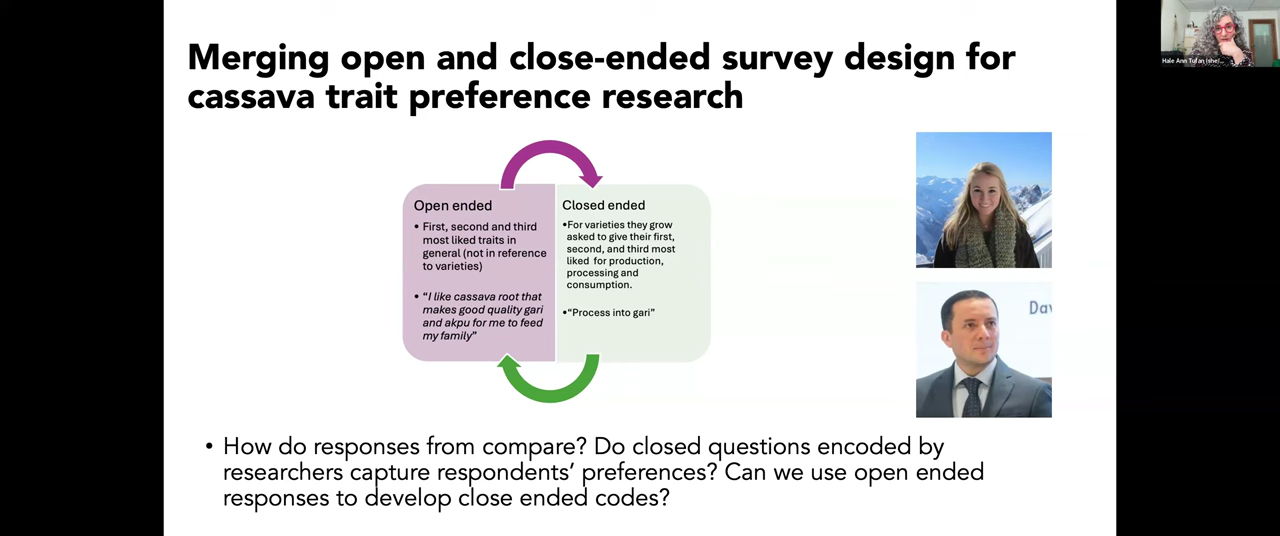 Merging open and close-ended survey design for
cassava trait preference research
Open ended
• First, second and third
most liked traits in
general (not in reference
to varieties)
• "I like cassava root that
makes good quality gari
and akpu for me to feed
my family"
Closed ended
•For varieties they grow
asked to give their first,
second, and third most
liked for production,
processing and
consumption.
•"Process into gari"
• How do responses from compare? Do closed questions encoded by
researchers capture respondents' preferences? Can we use open ended
responses to develop close ended codes?
Hale Ann Tufan (she/...
Dav